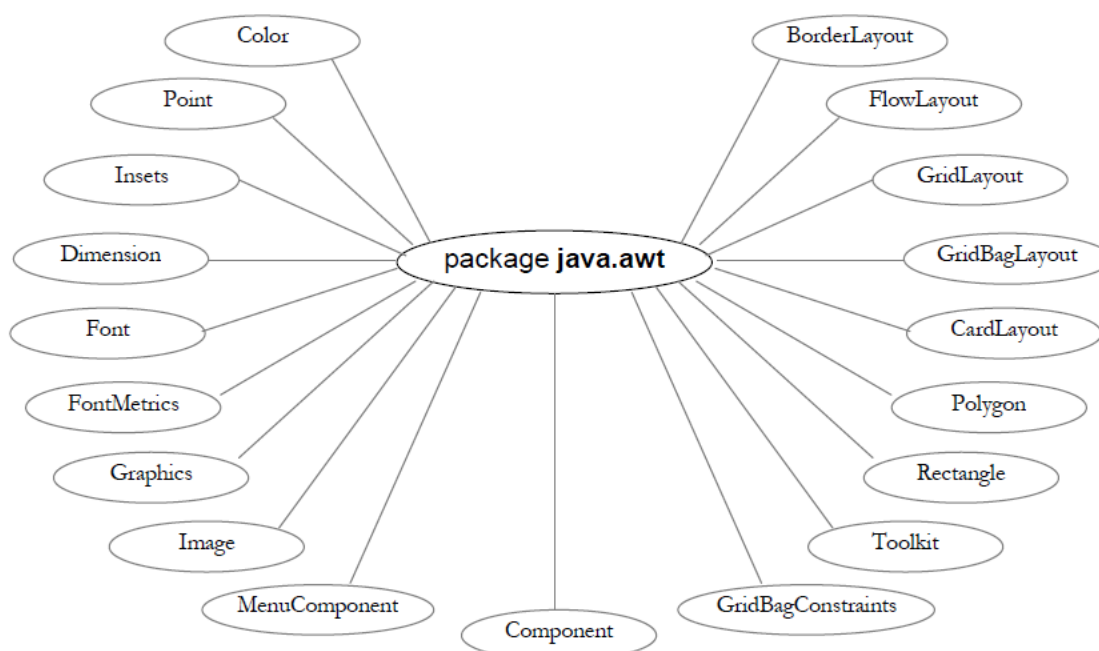 Color
BorderLayout
Point
FlowLayout
Insets
GridLayout
Dimension
package java.awt
GridBagLayout
Font
CardLayout
FontMetrics
Polygon
Graphics
Rectangle
Image
Toolkit
MenuComponent
GridBagConstraints
Component